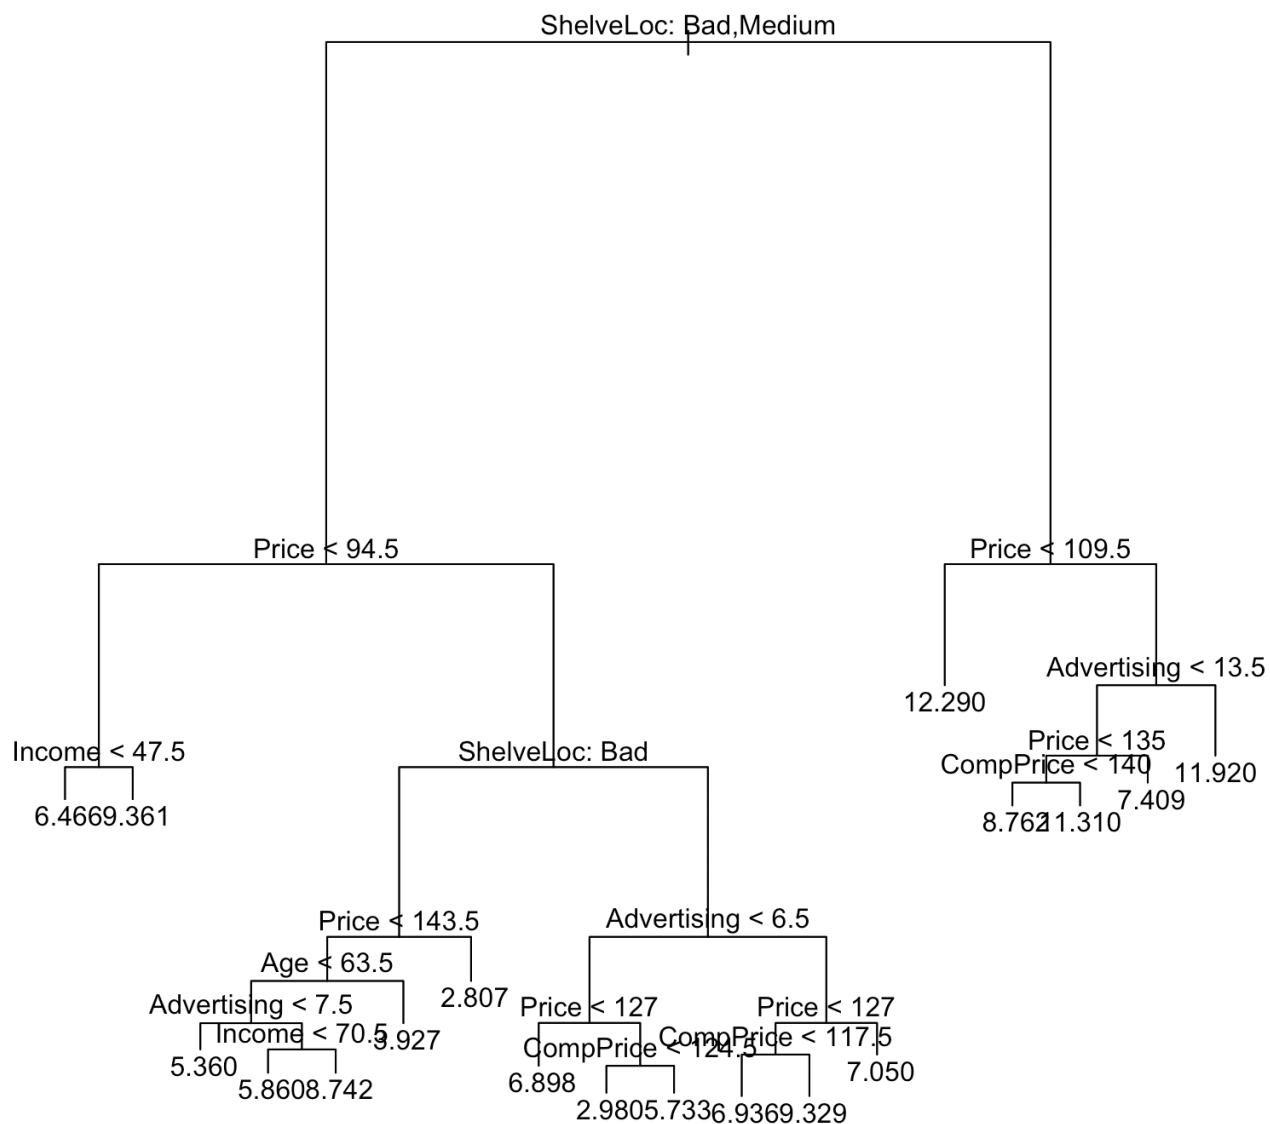 ShelveLoc: Bad,Medium
Price < 94.5
Price < 109.5
Advertising < 13.5
12.290
Price < 135
Income < 47.5
ShelveLoc: Bad
CompPrice < 140
11.920
7.409
6.466
9.361
8.762
11.310
Price < 143.5
Advertising < 6.5
Age < 63.5
2.807
Advertising < 7.5
Price < 127
Price < 127
Income < 70.5
3.927
CompPrice < 124.5
CompPrice < 117.5
5.360
6.898
7.050
5.860
8.742
2.980
5.733
6.936
9.329